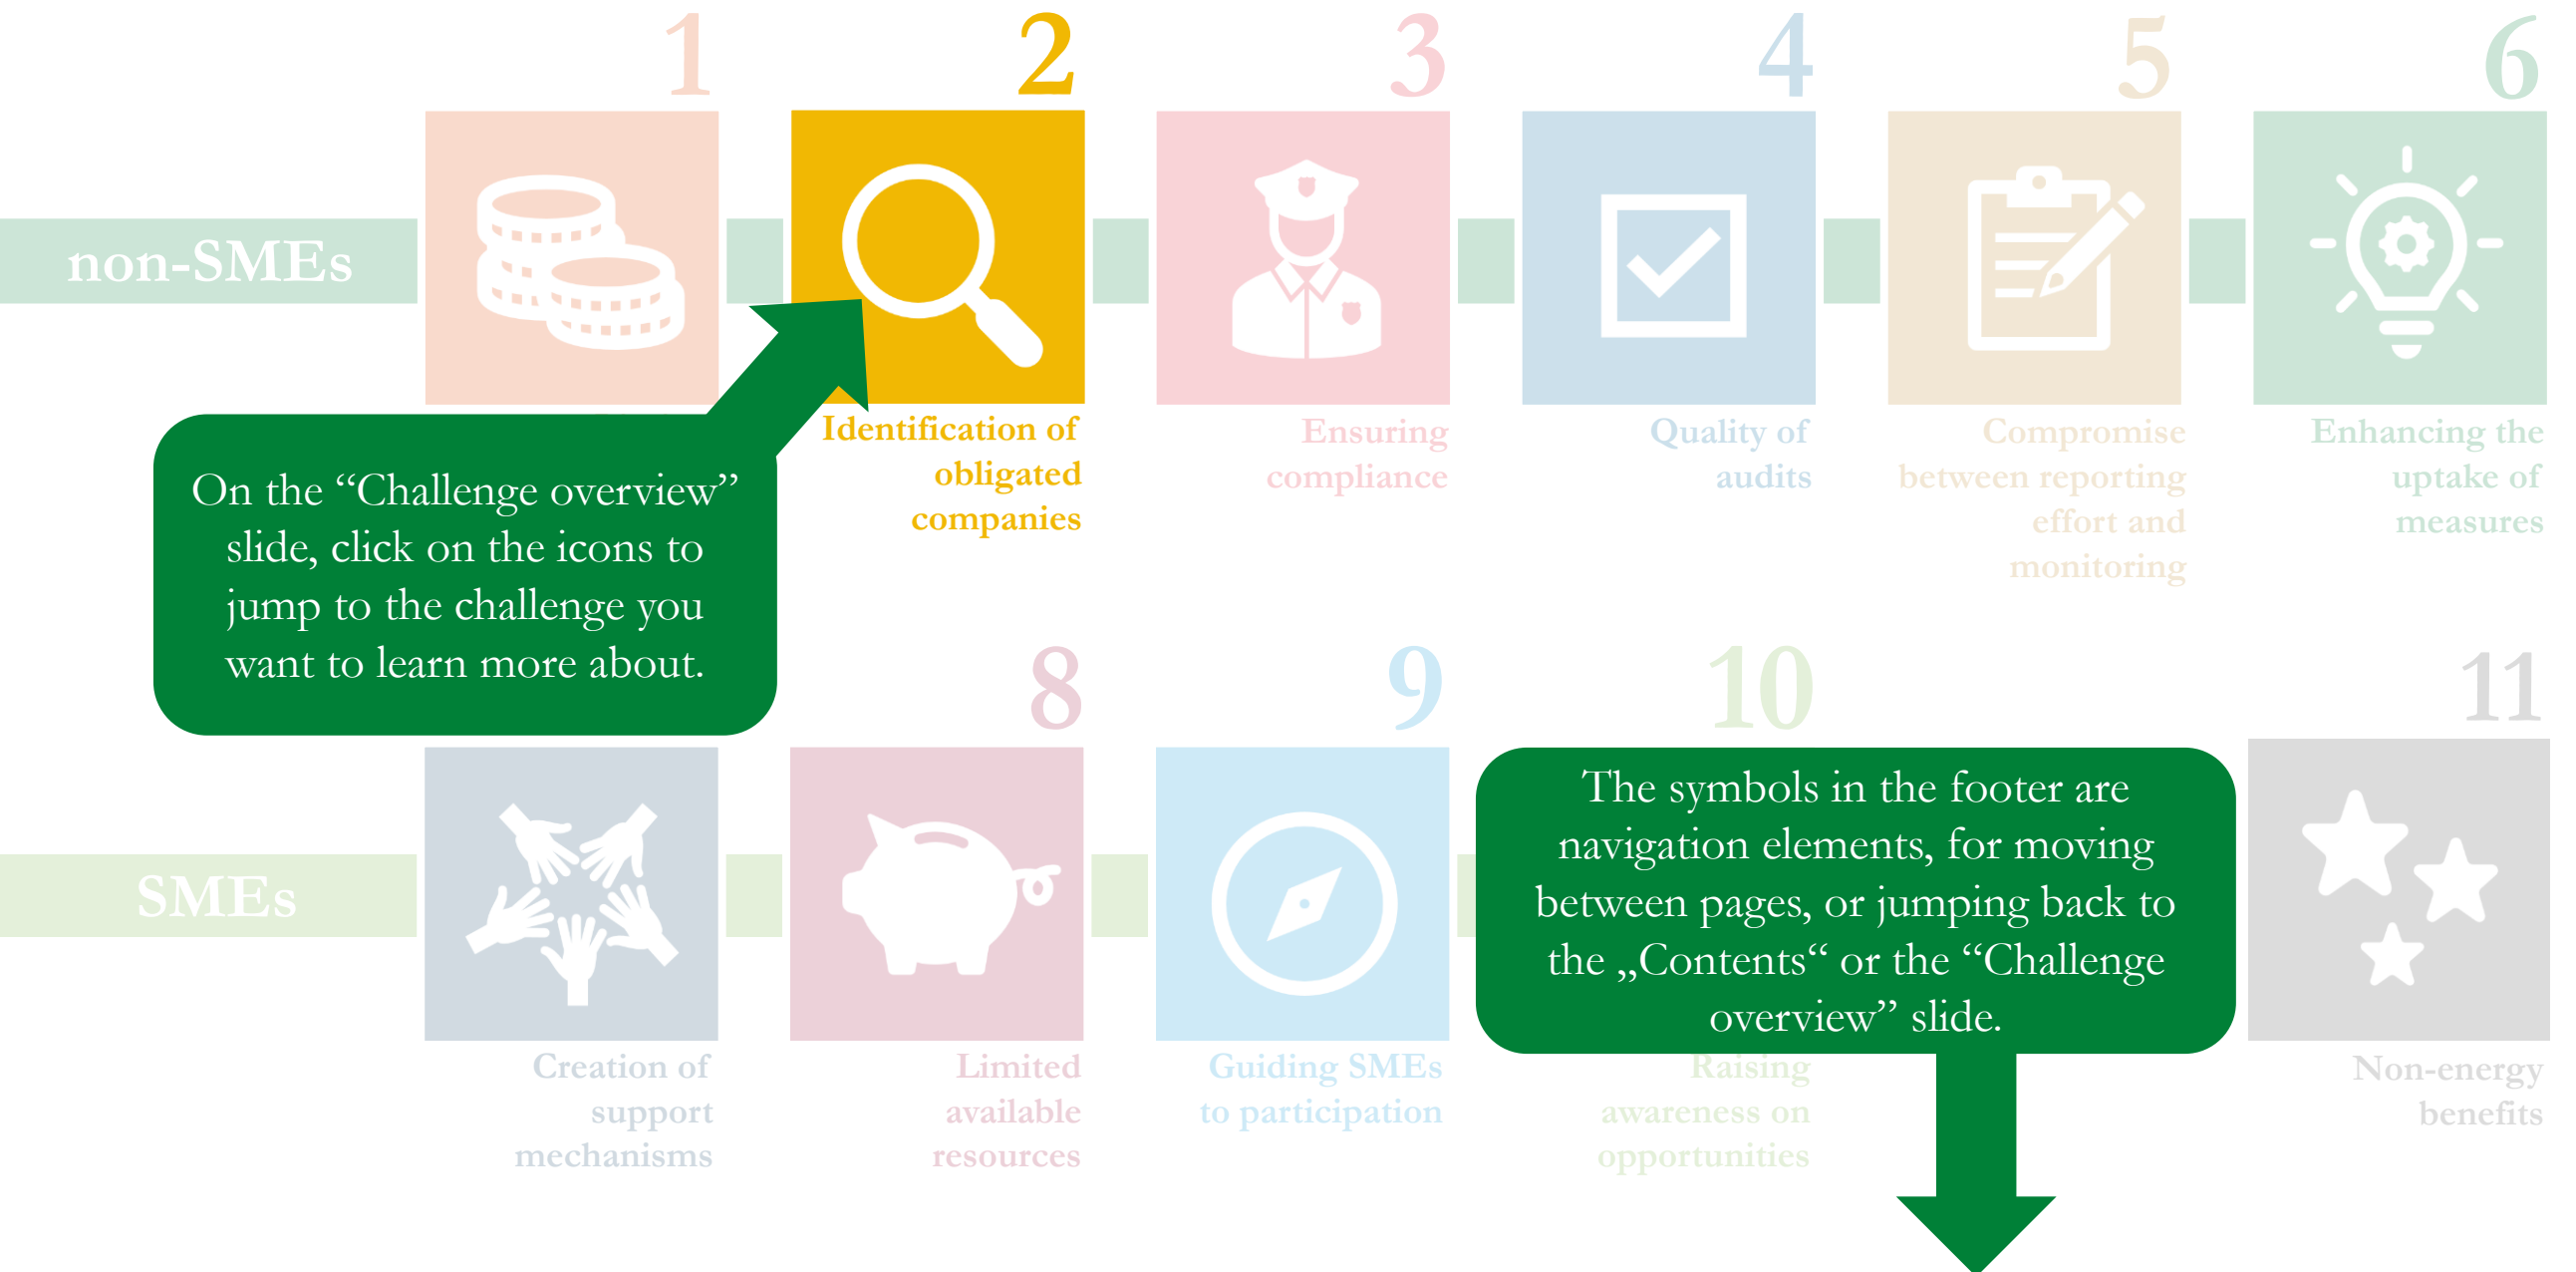 1
2
3
4
5
6
non-SMEs
Identification of
obligated
companies
Ensuring
compliance
Quality of
audits
Compromise
between reporting
effort and
monitoring
Enhancing the
uptake of
measures
On the “Challenge overview”
slide, click on the icons to
jump to the challenge you
want to learn more about.
8
9
10
11
SMEs
The symbols in the footer are
navigation elements, for moving
between pages, or jumping back to
the „Contents“ or the “Challenge
overview” slide.
Creation of
support
mechanisms
Limited
available
resources
Guiding SMEs
to participation
Raising
awareness on
opportunities
Non-energy
benefits